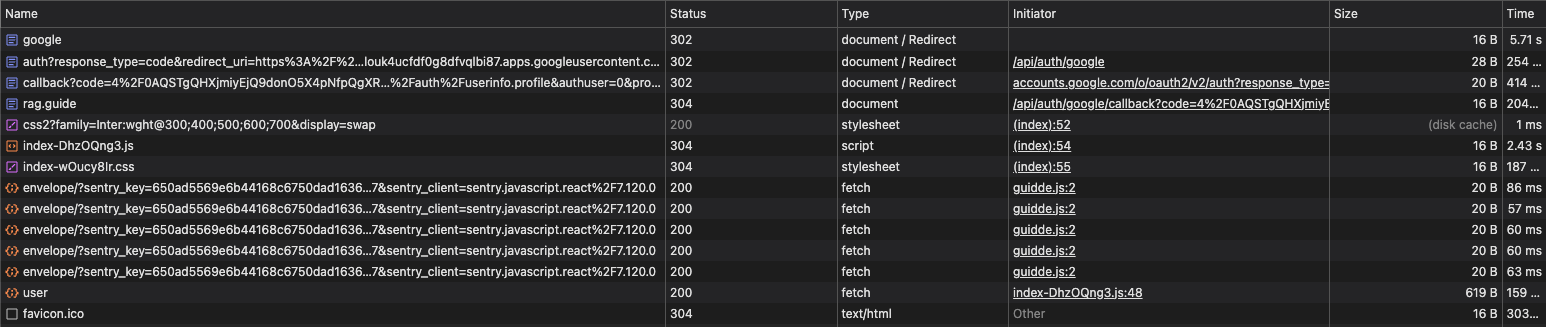 Name Status Type Initiator Size Time
google 302 document / Redirect 16 B 5.71 s
auth?response_type=code&redirect_uri=https%3A%2F%2...louk4ucfdf0g8dfvqlbi87.apps.googleusercontent.c... 302 document / Redirect /api/auth/google 28 B 254 ...
callback?code=4%2F0AQSTgQHXjmiyEjQ9donO5X4pNfpQgXR...%2Fauth%2Fuserinfo.profile&authuser=0&pro... 302 document / Redirect accounts.google.com/o/oauth2/v2/auth?response_type= 20 B 414 ...
rag.guide 304 document /api/auth/google/callback?code=4%2F0AQSTgQHXjmiyE 16 B 204...
css2?family=Inter:wght@300;400;500;600;700&display=swap 200 stylesheet (index):52 (disk cache) 1 ms
index-DhzOQng3.js 304 script (index):54 16 B 2.43 s
index-wOucy8lr.css 304 stylesheet (index):55 16 B 187 ...
envelope/?sentry_key=650ad5569e6b44168c6750dad1636...7&sentry_client=sentry.javascript.react%2F7.120.0 200 fetch guidde.js:2 20 B 86 ms
envelope/?sentry_key=650ad5569e6b44168c6750dad1636...7&sentry_client=sentry.javascript.react%2F7.120.0 200 fetch guidde.js:2 20 B 57 ms
envelope/?sentry_key=650ad5569e6b44168c6750dad1636...7&sentry_client=sentry.javascript.react%2F7.120.0 200 fetch guidde.js:2 20 B 60 ms
envelope/?sentry_key=650ad5569e6b44168c6750dad1636...7&sentry_client=sentry.javascript.react%2F7.120.0 200 fetch guidde.js:2 20 B 60 ms
envelope/?sentry_key=650ad5569e6b44168c6750dad1636...7&sentry_client=sentry.javascript.react%2F7.120.0 200 fetch guidde.js:2 20 B 63 ms
user 200 fetch index-DhzOQng3.js:48 619 B 159 ...
favicon.ico 304 text/html Other 16 B 303...